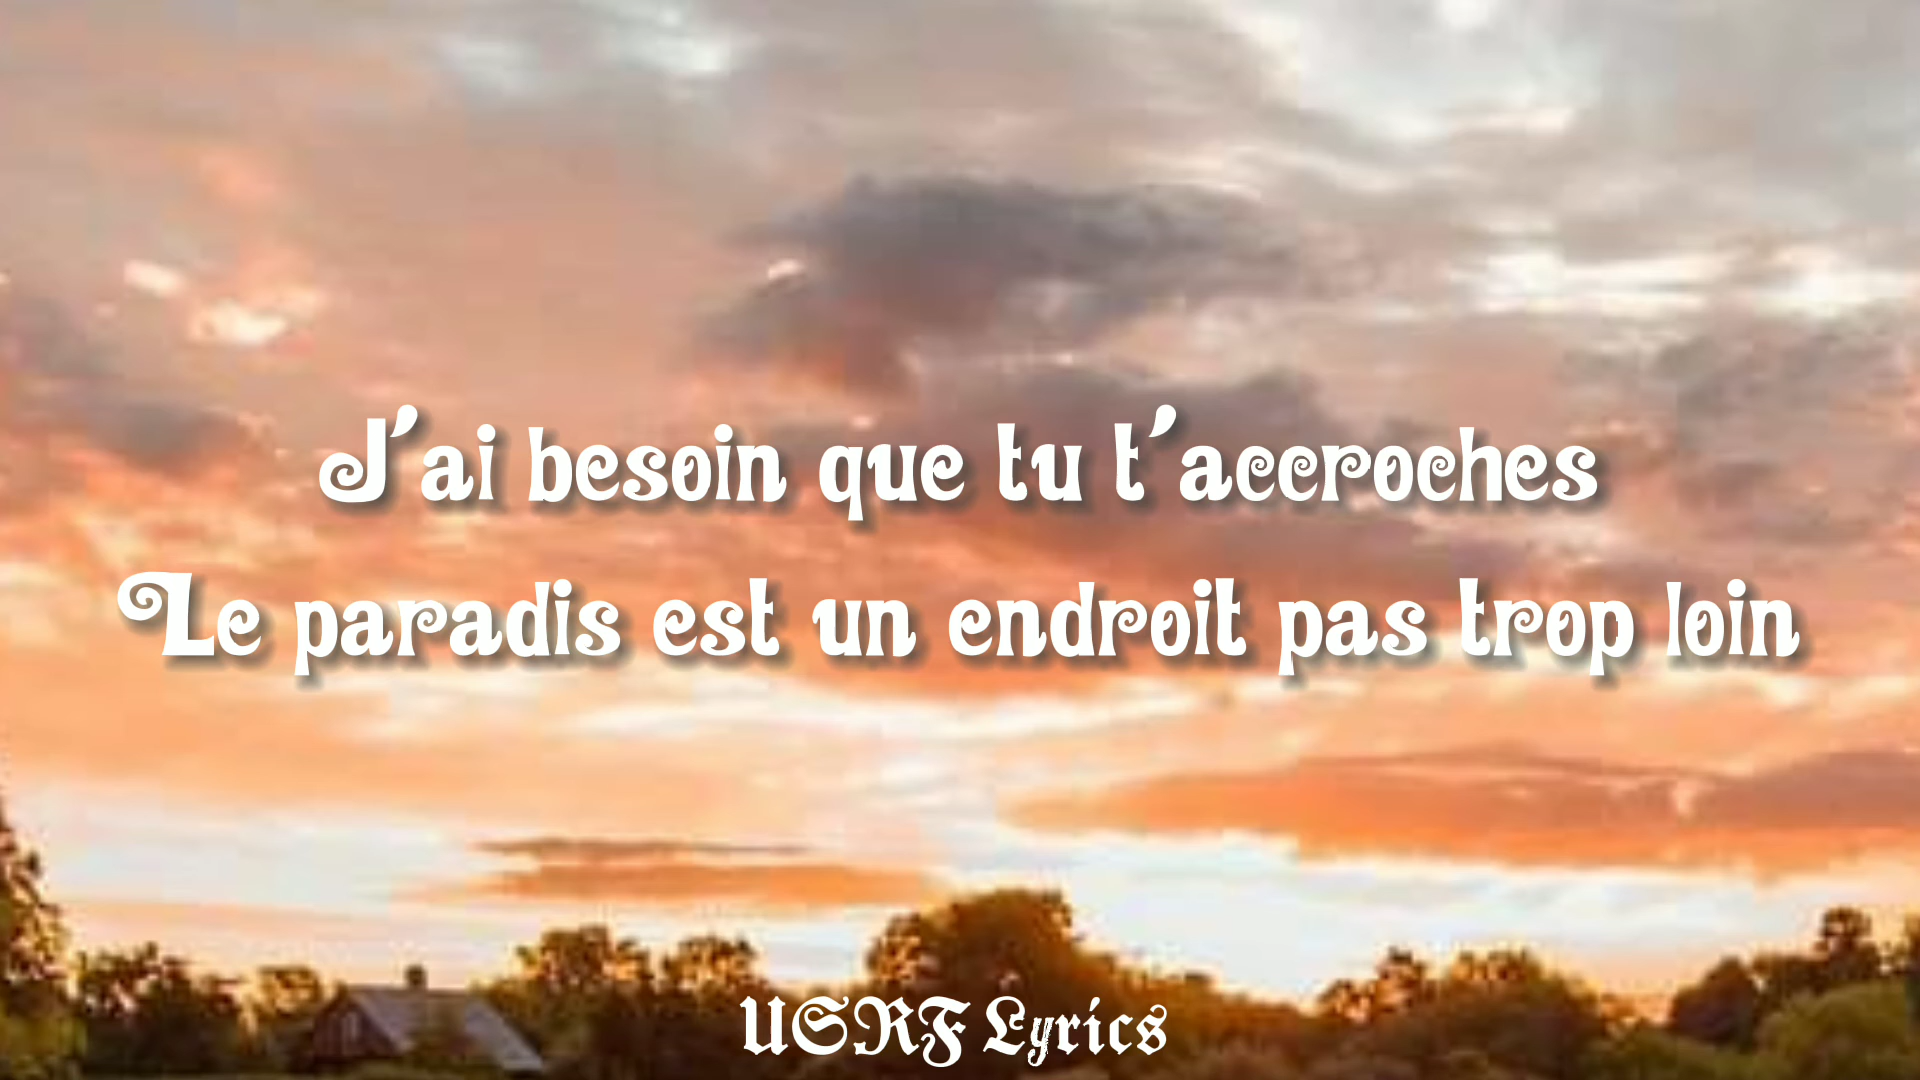 J'ai besoin que tu t'accroches
Le paradis est un endroit pas trop loin
USRF Lyrics